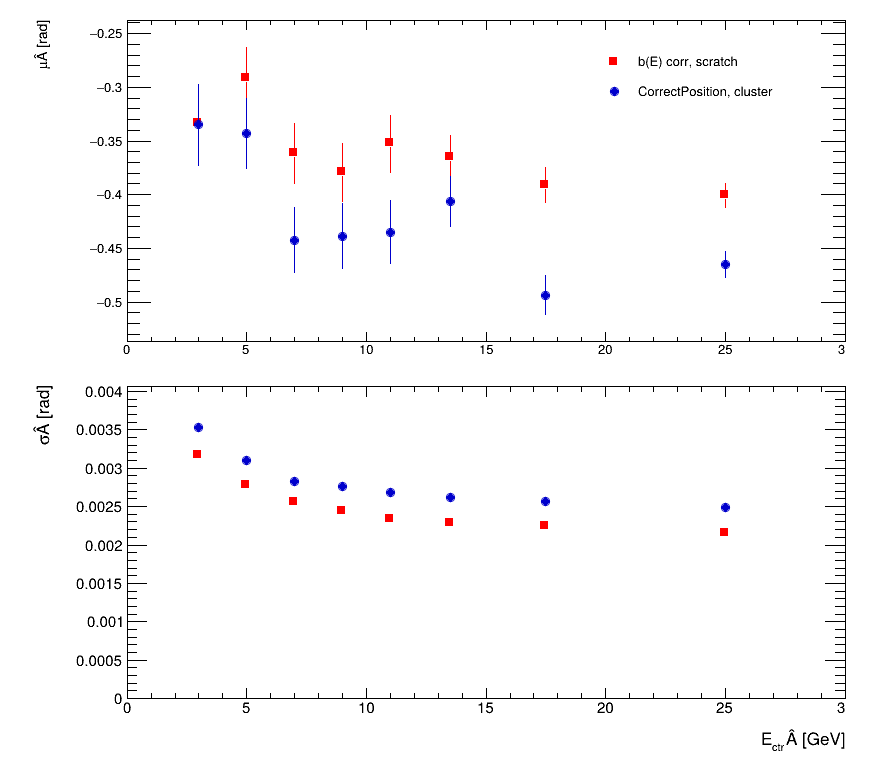 μÂ [rad]
−0.25
−0.3
−0.35
−0.4
−0.45
−0.5
b(E) corr, scratch
CorrectPosition, cluster
0 5 10 15 20 25 3
σÂ [rad]
0.004
0.0035
0.003
0.0025
0.002
0.0015
0.001
0.0005
0
0 5 10 15 20 25 3
E_ctr Â [GeV]